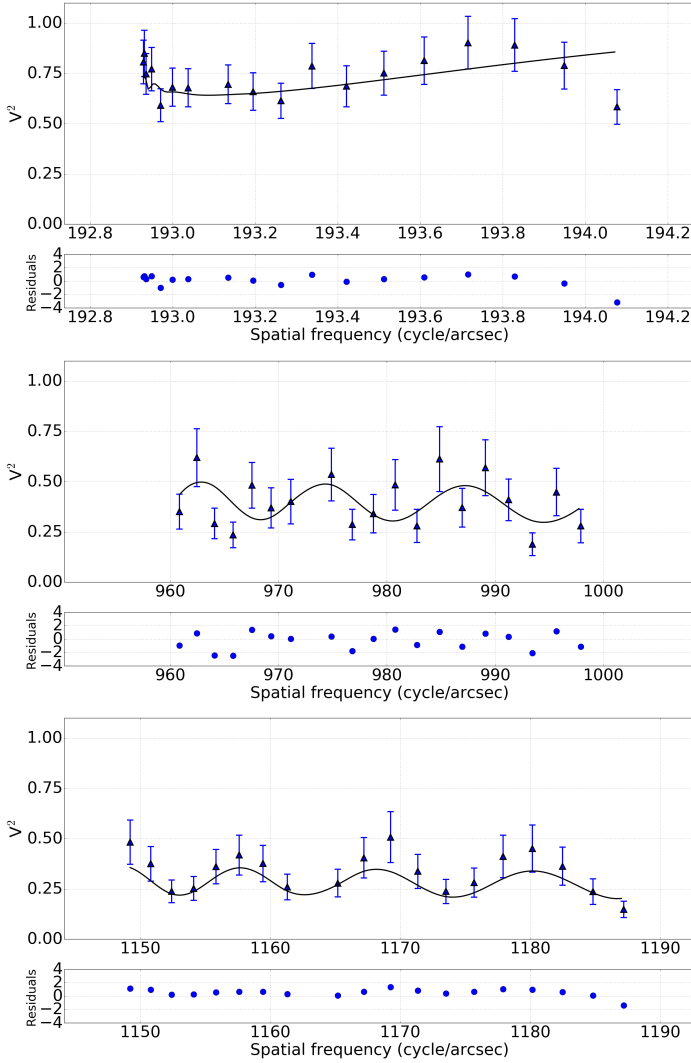 1.00
0.75
0.50
0.25
0.00
V²
192.8 193.0 193.2 193.4 193.6 193.8 194.0 194.2
4
2
0
−2
−4
Residuals
192.8 193.0 193.2 193.4 193.6 193.8 194.0 194.2
Spatial frequency (cycle/arcsec)
1.00
0.75
0.50
0.25
0.00
V²
960 970 980 990 1000
4
2
0
−2
−4
Residuals
960 970 980 990 1000
Spatial frequency (cycle/arcsec)
1.00
0.75
0.50
0.25
0.00
V²
1150 1160 1170 1180 1190
4
2
0
−2
−4
Residuals
1150 1160 1170 1180 1190
Spatial frequency (cycle/arcsec)